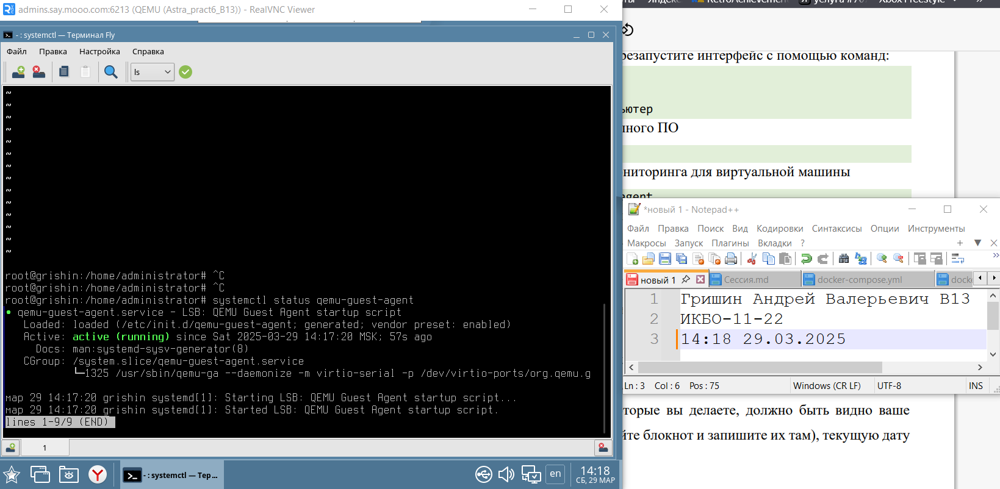 admins.say.mooo.com:6213 (QEMU (Astra_pract6_B13)) - RealVNC Viewer
- : systemctl — Терминал Fly
Файл Правка Настройка Справка
ls
~
~
~
~
~
~
~
~
~
~
~
~
~
~
root@grishin:/home/administrator# ^C
root@grishin:/home/administrator# ^C
root@grishin:/home/administrator# systemctl status qemu-guest-agent
● qemu-guest-agent.service - LSB: QEMU Guest Agent startup script
Loaded: loaded (/etc/init.d/qemu-guest-agent; generated; vendor preset: enabled)
Active: active (running) since Sat 2025-03-29 14:17:20 MSK; 57s ago
Docs: man:systemd-sysv-generator(8)
CGroup: /system.slice/qemu-guest-agent.service
└─1325 /usr/sbin/qemu-ga --daemonize -m virtio-serial -p /dev/virtio-ports/org.qemu.g
мар 29 14:17:20 grishin systemd[1]: Starting LSB: QEMU Guest Agent startup script...
мар 29 14:17:20 grishin systemd[1]: Started LSB: QEMU Guest Agent startup script.
lines 1-9/9 (END)
1
- : systemctl — Тер...
en
14:18
СБ, 29 МАР
резапустите интерфейс с помощью команд:
ьютер
ного ПО
ниторинга для виртуальной машины
agent
*новый 1 - Notepad++
Файл Правка Поиск Вид Кодировки Синтаксисы Опции Инструменты
Макросы Запуск Плагины Вкладки ?
новый 1 Сессия.md docker-compose.yml docke
1 Гришин Андрей Валерьевич B13
2 ИКБО-11-22
3 14:18 29.03.2025
Ln : 3 Col : 6 Pos : 75 Windows (CR LF) UTF-8 INS
торые вы делаете, должно быть видно ваше
йте блокнот и запишите их там), текущую дату